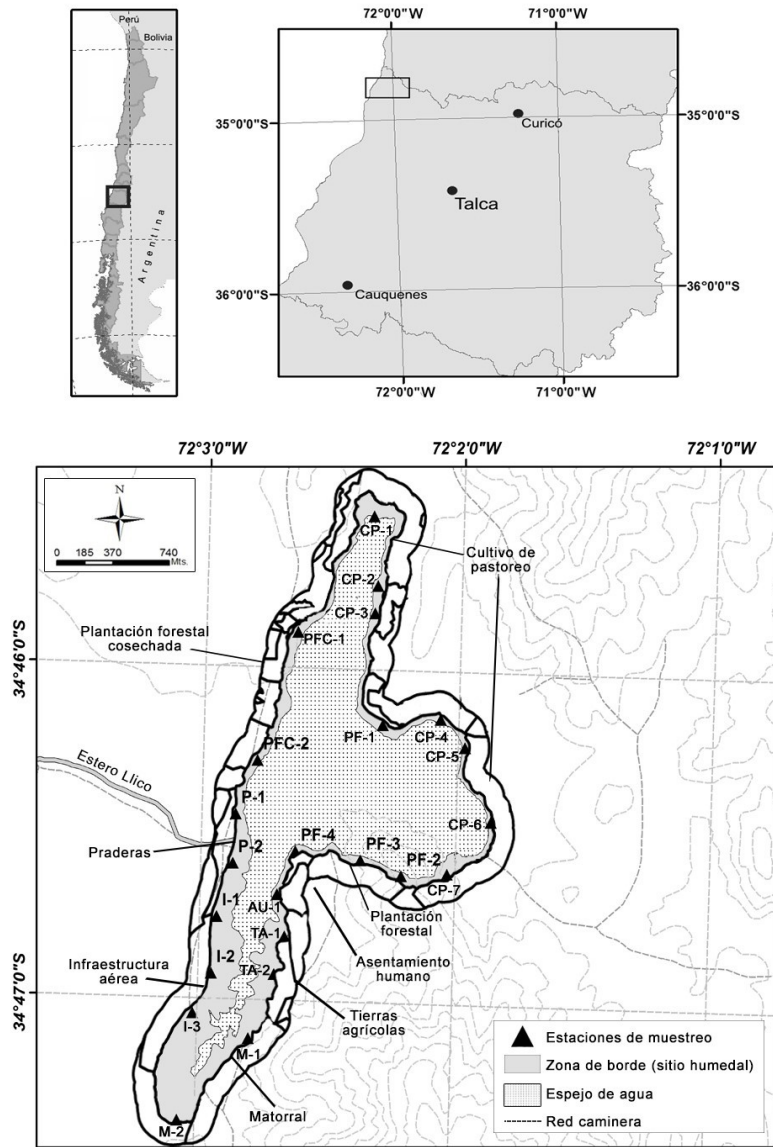 Perú
Bolivia
Argentina
72°0'0"W
71°0'0"W
35°0'0"S
35°0'0"S
Curicó
Talca
36°0'0"S
36°0'0"S
Cauquenes
72°0'0"W
71°0'0"W
72°3'0"W
72°2'0"W
72°1'0"W
N
0 185 370 740
Mts.
CP-1
Cultivo de
pastoreo
CP-2
CP-3
Plantación forestal
cosechada
PFC-1
34°46'0"S
PF-1
CP-4
CP-5
PFC-2
Estero Llico
P-1
CP-6
Praderas
P-2
PF-4
PF-3
PF-2
CP-7
I-1
AU-1
Plantación
forestal
TA-1
Asentamiento
humano
I-2
TA-2
Infraestructura
aérea
34°47'0"S
Tierras
agrícolas
I-3
M-1
Matorral
M-2
Estaciones de muestreo
Zona de borde (sitio humedal)
Espejo de agua
Red caminera